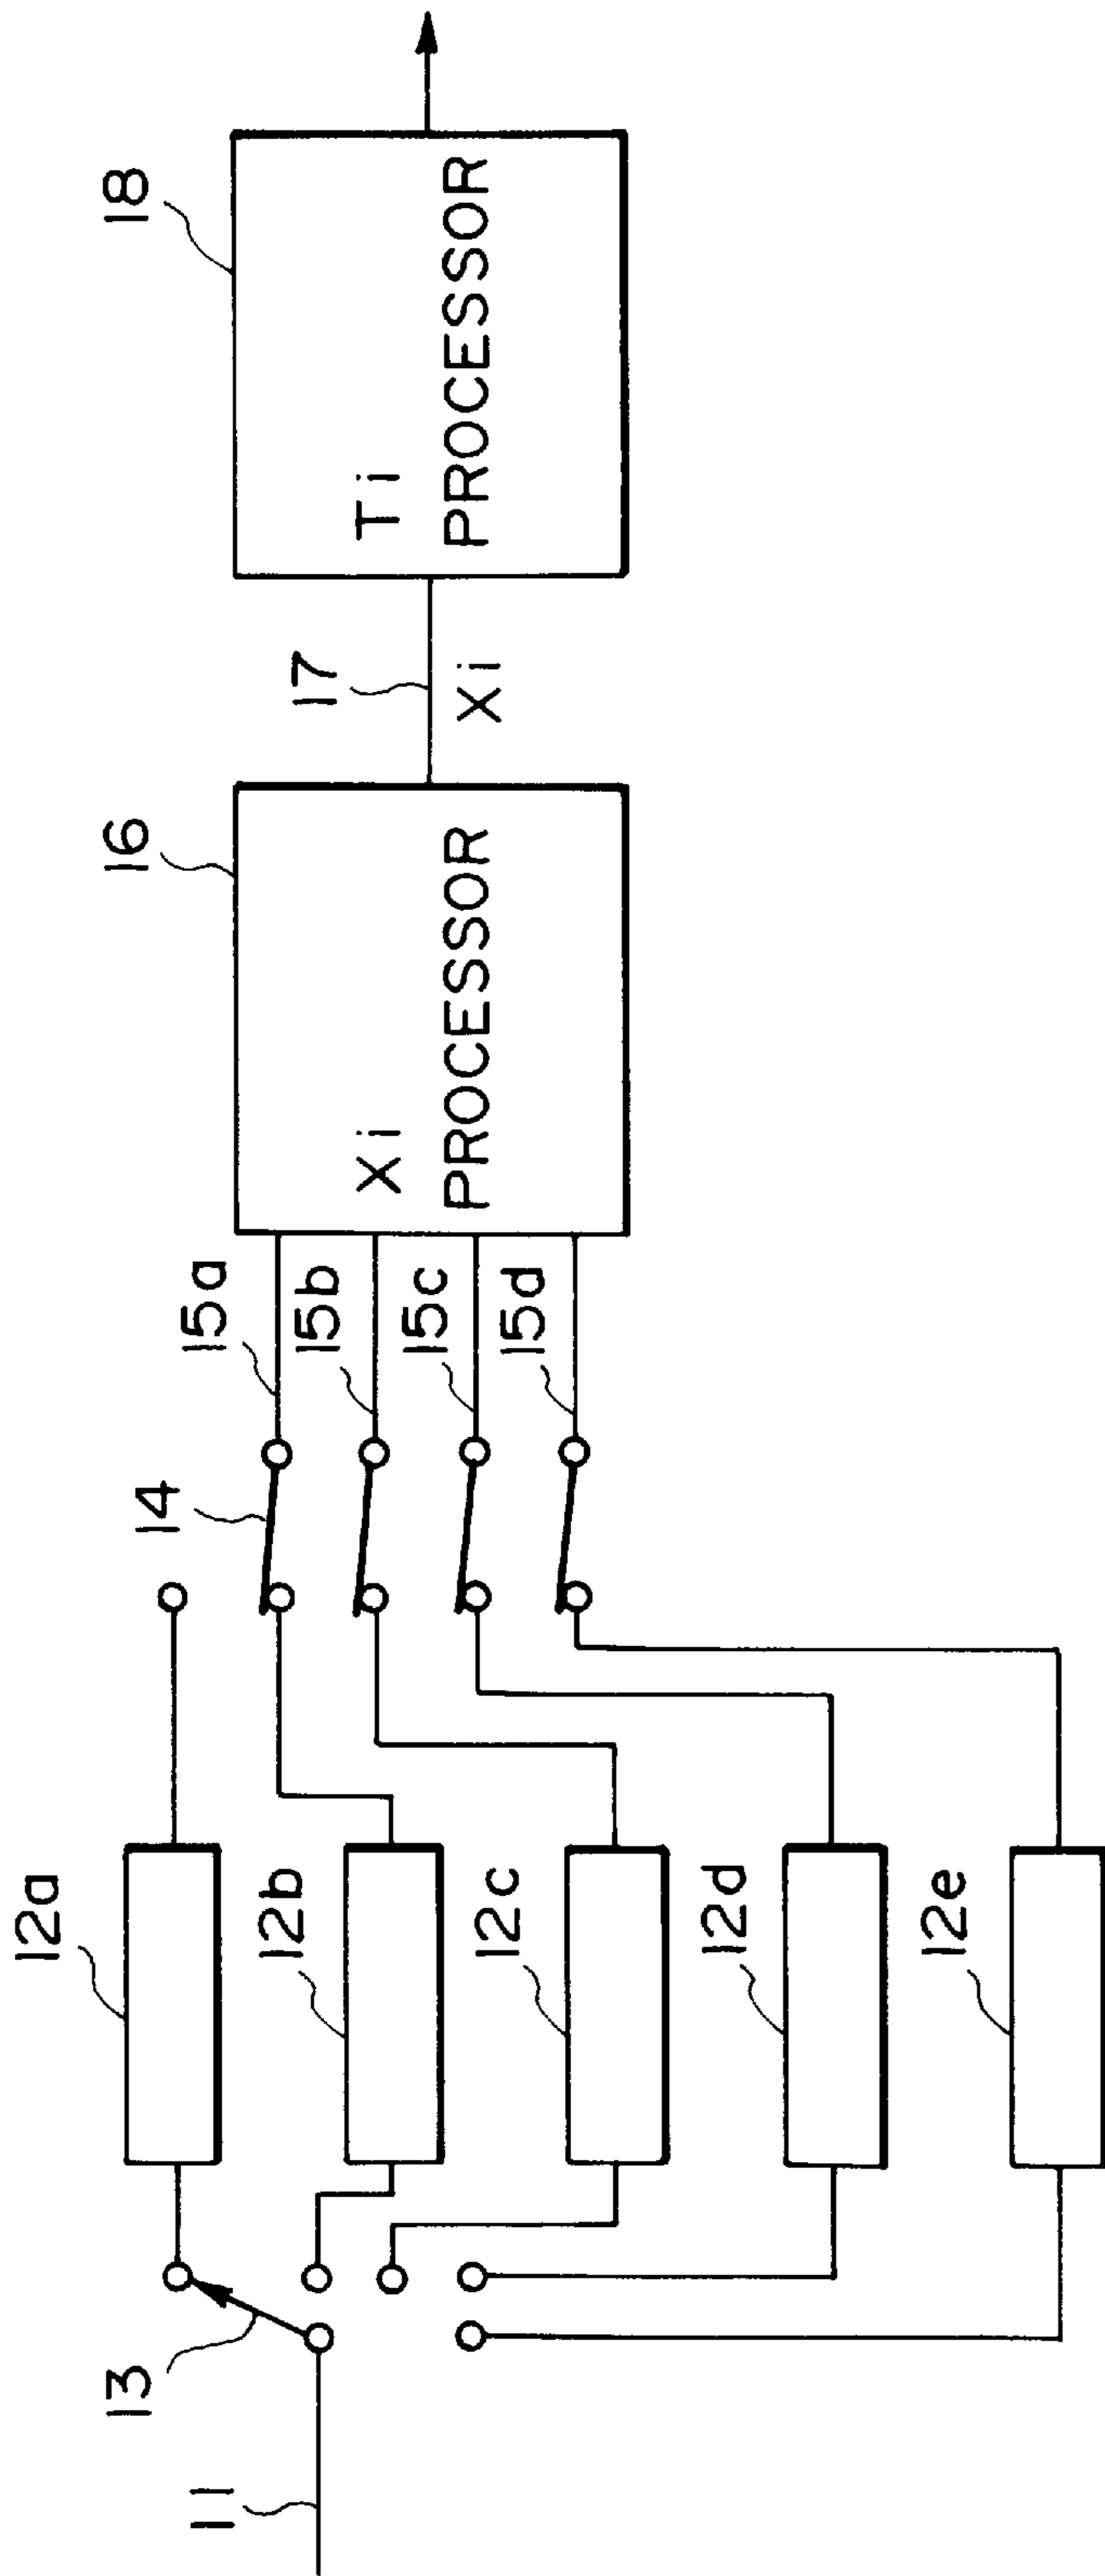 11
13
12a
12b
12c
12d
12e
14
15a
15b
15c
15d
16
Xi
PROCESSOR
17
Xi
18
Ti
PROCESSOR